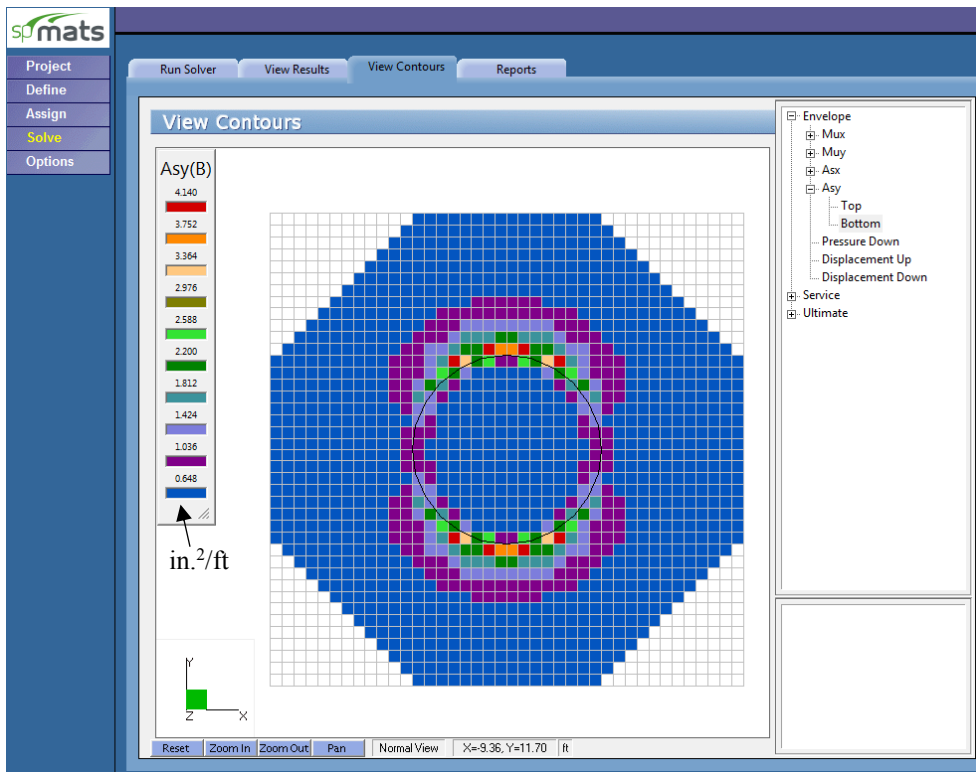 spmats
Project
Define
Assign
Solve
Options
Run Solver
View Results
View Contours
Reports
View Contours
Asy(B)
4.140
3.752
3.364
2.976
2.588
2.200
1.812
1.424
1.036
0.648
in.²/ft
Y
Z
X
Reset
Zoom In
Zoom Out
Pan
Normal View
X=-9.36, Y=11.70
ft
Envelope
Mux
Muy
Asx
Asy
Top
Bottom
Pressure Down
Displacement Up
Displacement Down
Service
Ultimate